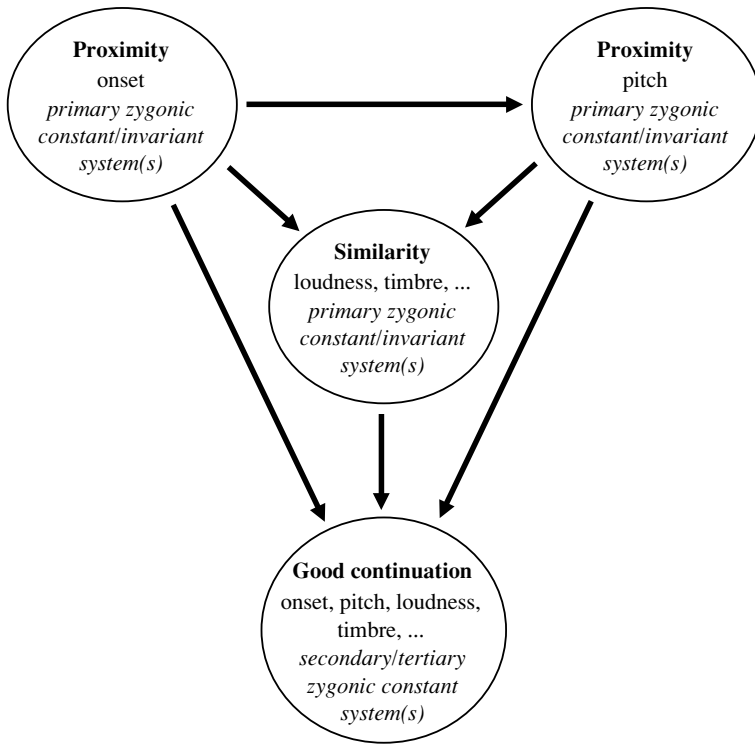 Proximity
onset
primary zygonic
constant/invariant
system(s)
Proximity
pitch
primary zygonic
constant/invariant
system(s)
Similarity
loudness, timbre, ...
primary zygonic
constant/invariant
system(s)
Good continuation
onset, pitch, loudness,
timbre, ...
secondary/tertiary
zygonic constant
system(s)